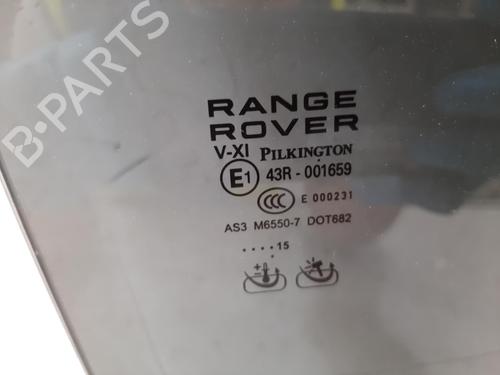 B-PARTS
RANGE
ROVER
V-XI PILKINGTON
E1 43R - 001659
CCC E 000231
AS3 M6550-7 DOT682
.... 15